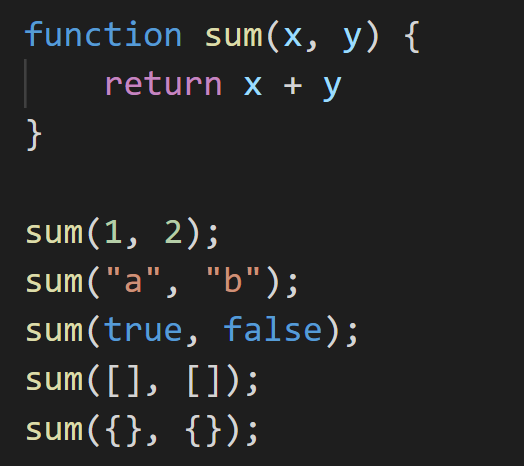 function sum(x, y) {
    return x + y
}
sum(1, 2);
sum("a", "b");
sum(true, false);
sum([], []);
sum({}, {});